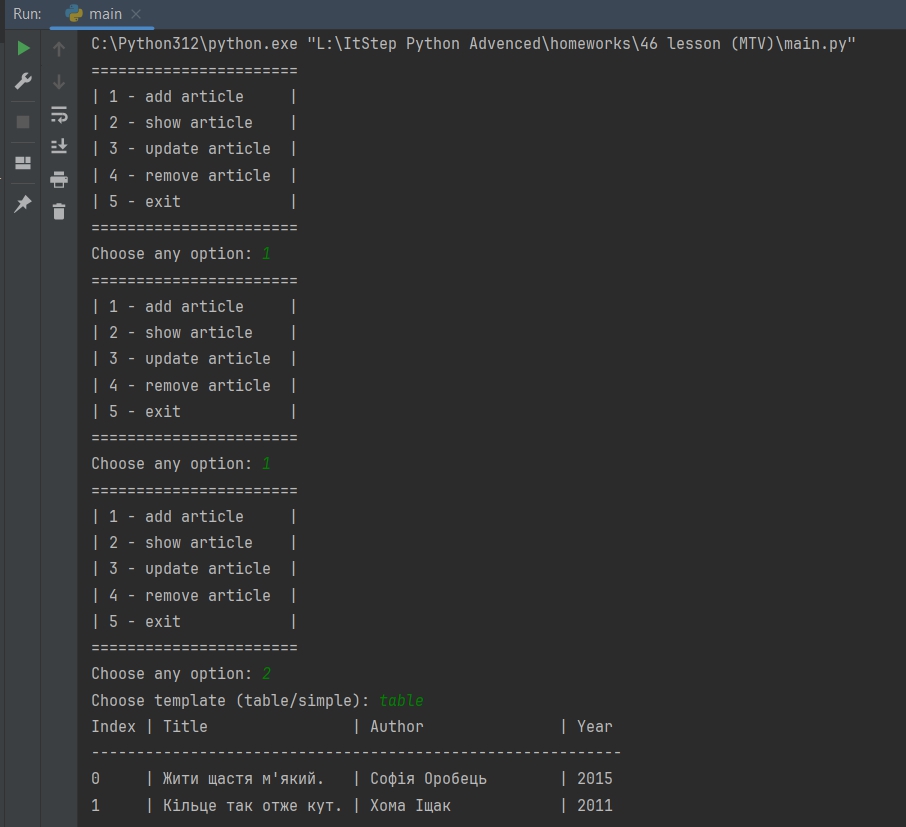 Run: main
C:\Python312\python.exe "L:\ItStep Python Advenced\homeworks\46 lesson (MTV)\main.py"
=======================
| 1 - add article     |
| 2 - show article    |
| 3 - update article  |
| 4 - remove article  |
| 5 - exit            |
=======================
Choose any option: 1
=======================
| 1 - add article     |
| 2 - show article    |
| 3 - update article  |
| 4 - remove article  |
| 5 - exit            |
=======================
Choose any option: 1
=======================
| 1 - add article     |
| 2 - show article    |
| 3 - update article  |
| 4 - remove article  |
| 5 - exit            |
=======================
Choose any option: 2
Choose template (table/simple): table
Index | Title                | Author               | Year
-----------------------------------------------------------
0     | Жити щастя м'який.   | Софія Оробець        | 2015
1     | Кільце так отже кут. | Хома Іщак            | 2011